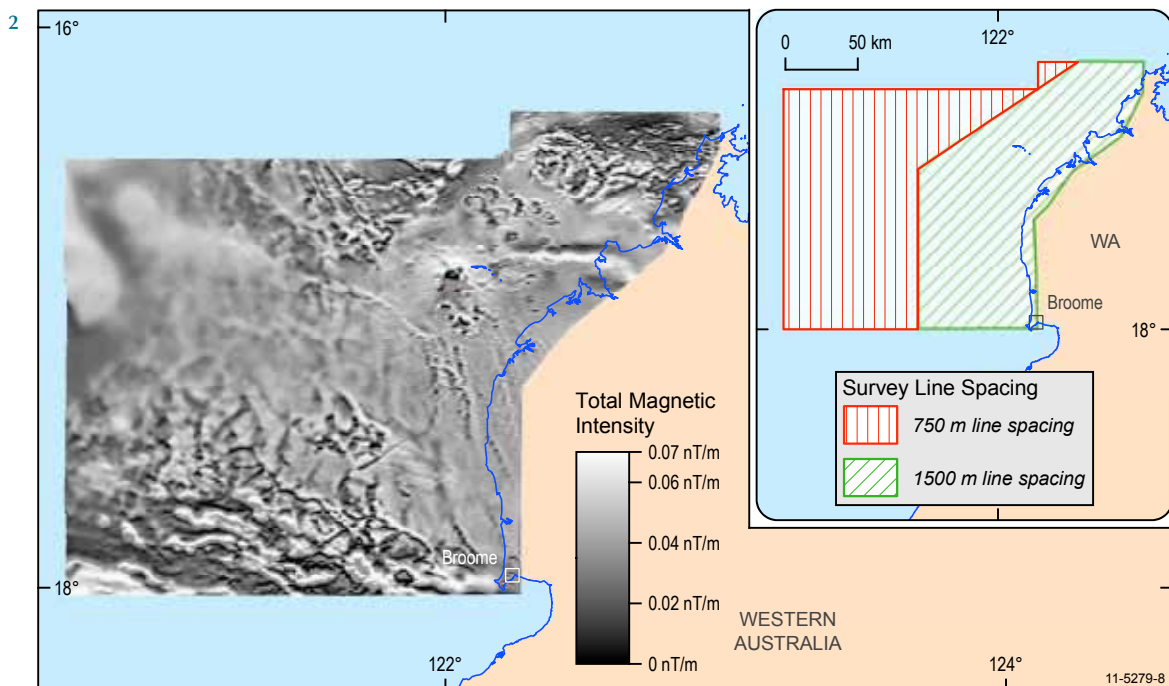 2
16°
18°
122°
124°
Broome
Total Magnetic
Intensity
0.07 nT/m
0.06 nT/m
0.04 nT/m
0.02 nT/m
0 nT/m
WESTERN
AUSTRALIA
11-5279-8
0 50 km
122°
WA
Broome
18°
Survey Line Spacing
750 m line spacing
1500 m line spacing